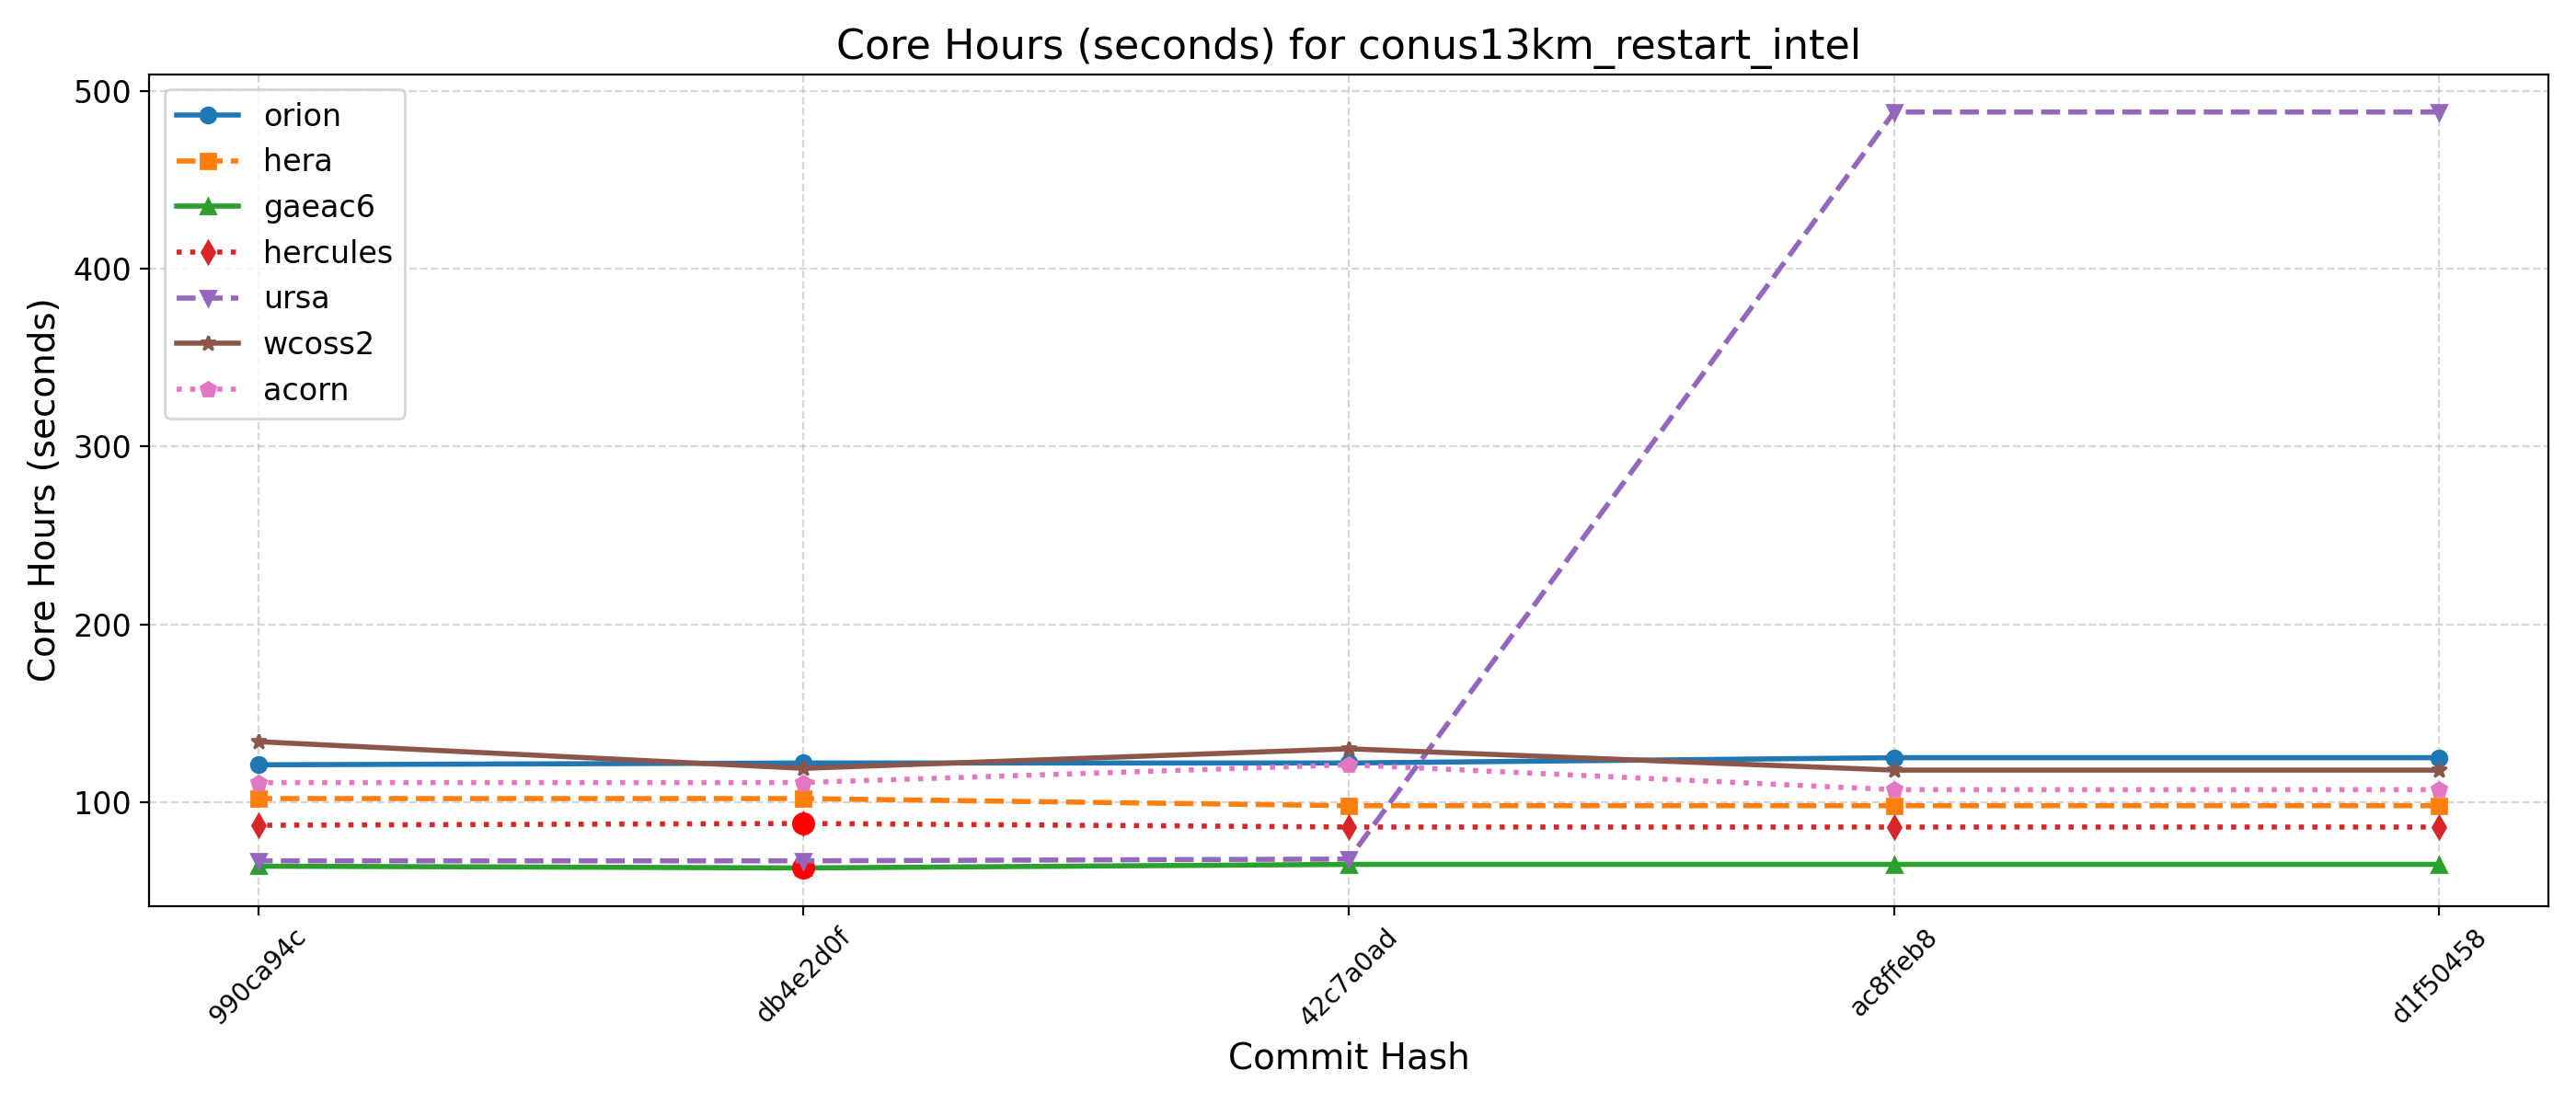 Core Hours (seconds) for conus13km_restart_intel
Core Hours (seconds)
500
400
300
200
100
orion
hera
gaeac6
hercules
ursa
wcoss2
acorn
990ca94c
db4e2d0f
42c7a0ad
ac8ffeb8
d1f50458
Commit Hash